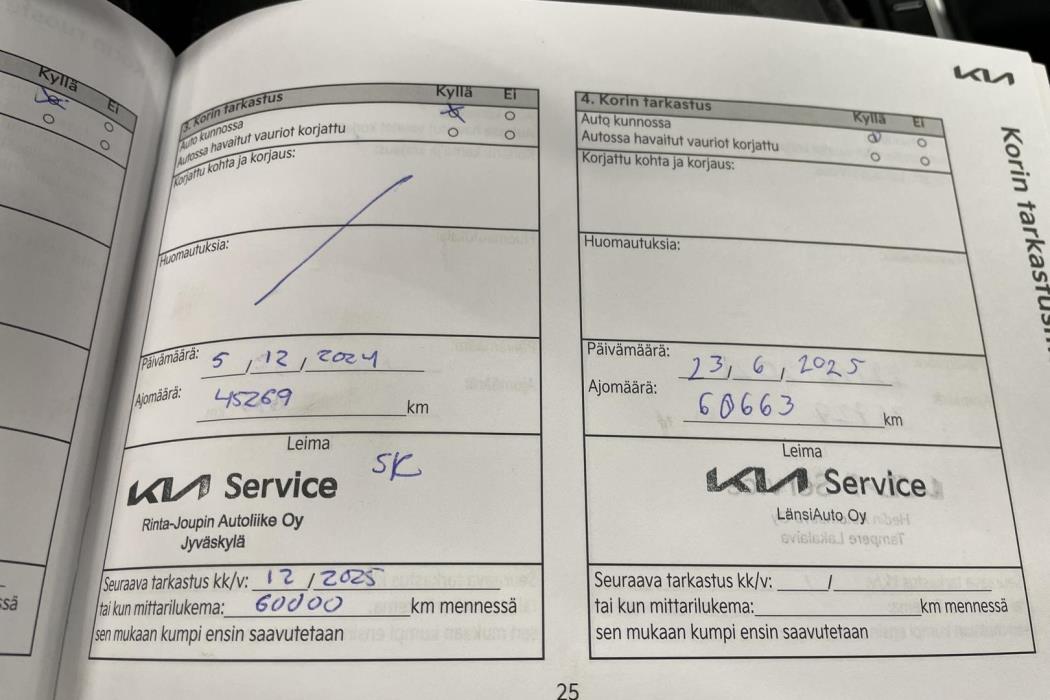 Kyllä
Ei
3. Korin tarkastus Kyllä Ei
Auto kunnossa
Autossa havaitut vauriot korjattu
Korjattu kohta ja korjaus:
Huomautuksia:
Päivämäärä: 5 / 12 / 2024
Ajomäärä: 45269 km
Leima
SK
KIA Service
Rinta-Joupin Autoliike Oy
Jyväskylä
Seuraava tarkastus kk/v: 12 / 2025
tai kun mittarilukema: 60000 km mennessä
sen mukaan kumpi ensin saavutetaan
KIA
4. Korin tarkastus Kyllä Ei
Auto kunnossa
Autossa havaitut vauriot korjattu
Korjattu kohta ja korjaus:
Huomautuksia:
Päivämäärä: 23, 6, 2025
Ajomäärä: 60663 km
Leima
KIA Service
LänsiAuto Oy
Seuraava tarkastus kk/v: /
tai kun mittarilukema: km mennessä
sen mukaan kumpi ensin saavutetaan
Korin
25